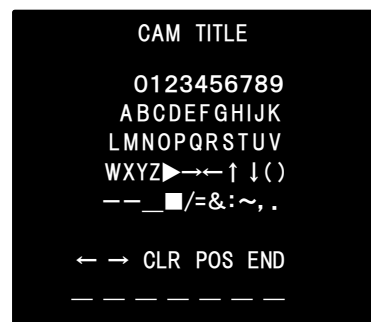 CAM TITLE
0123456789
ABCDEFGHIJK
LMNOPQRSTUV
WXYZ▶→←↑↓()
——＿■/=&:~,.
← → CLR POS END
— — — — — — — —